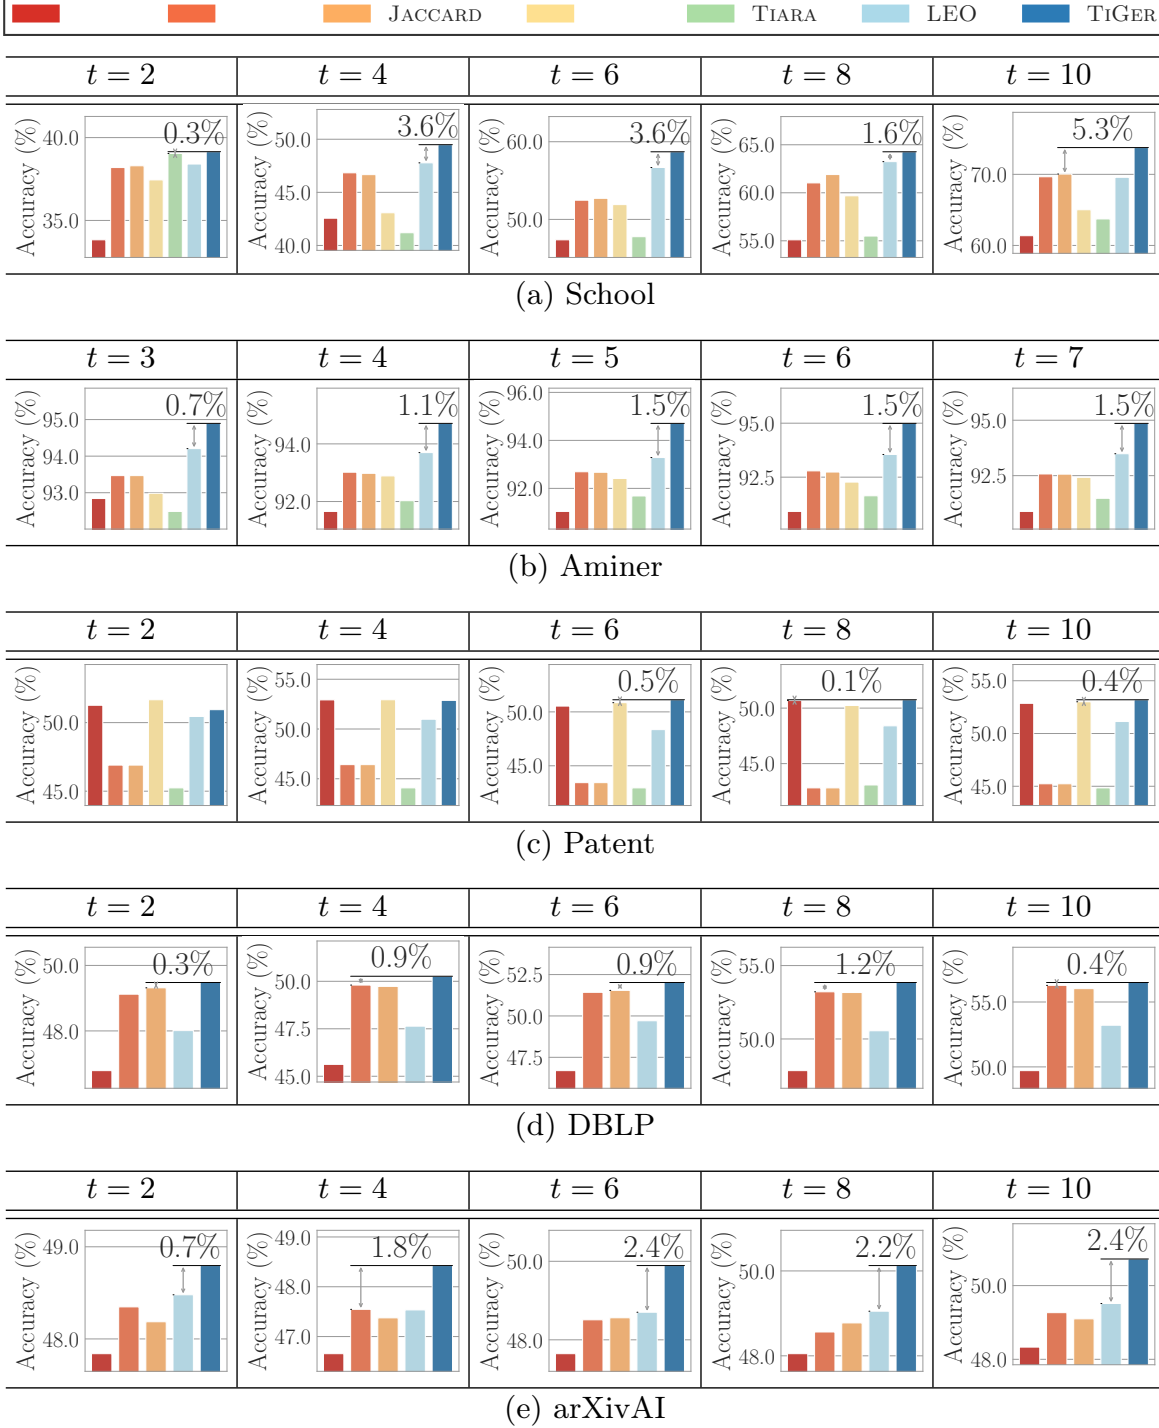 JACCARD TIARA LEO TIGER
t = 2 t = 4 t = 6 t = 8 t = 10
Accuracy (%) 40.0 35.0 0.3%
Accuracy (%) 50.0 45.0 40.0 3.6%
Accuracy (%) 60.0 50.0 3.6%
Accuracy (%) 65.0 60.0 55.0 1.6%
Accuracy (%) 70.0 60.0 5.3%
(a) School
t = 3 t = 4 t = 5 t = 6 t = 7
Accuracy (%) 95.0 94.0 93.0 0.7%
Accuracy (%) 94.0 92.0 1.1%
Accuracy (%) 96.0 94.0 92.0 1.5%
Accuracy (%) 95.0 92.5 1.5%
Accuracy (%) 95.0 92.5 1.5%
(b) Aminer
t = 2 t = 4 t = 6 t = 8 t = 10
Accuracy (%) 50.0 45.0
Accuracy (%) 55.0 50.0 45.0
Accuracy (%) 50.0 45.0 0.5%
Accuracy (%) 50.0 45.0 0.1%
Accuracy (%) 55.0 50.0 45.0 0.4%
(c) Patent
t = 2 t = 4 t = 6 t = 8 t = 10
Accuracy (%) 50.0 48.0 0.3%
Accuracy (%) 50.0 47.5 45.0 0.9%
Accuracy (%) 52.5 50.0 47.5 0.9%
Accuracy (%) 55.0 50.0 1.2%
Accuracy (%) 55.0 50.0 0.4%
(d) DBLP
t = 2 t = 4 t = 6 t = 8 t = 10
Accuracy (%) 49.0 48.0 0.7%
Accuracy (%) 49.0 48.0 47.0 1.8%
Accuracy (%) 50.0 48.0 2.4%
Accuracy (%) 50.0 48.0 2.2%
Accuracy (%) 50.0 48.0 2.4%
(e) arXivAI